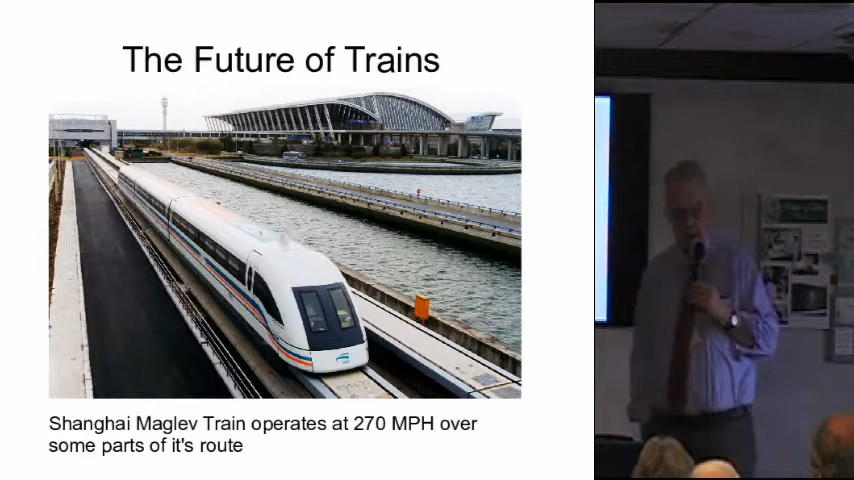 The Future of Trains
Shanghai Maglev Train operates at 270 MPH over
some parts of it's route